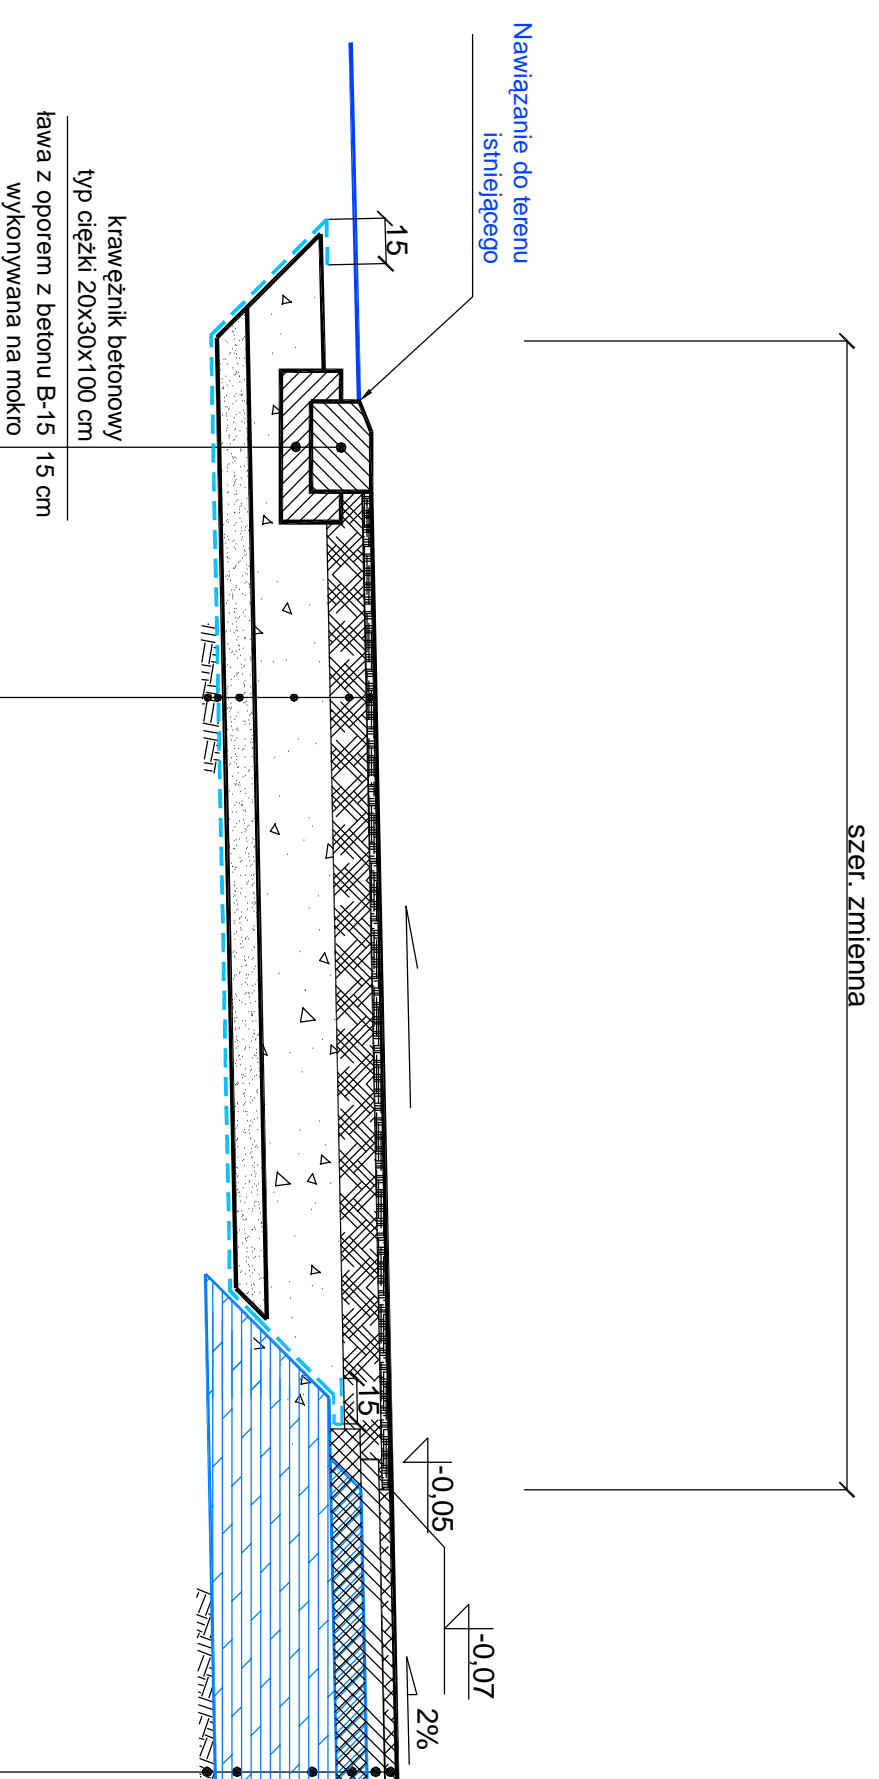 Nawiązanie do terenu
istniejącego
15
szer. zmienna
krawężnik betonowy
typ ciężki 20x30x100 cm
ława z oporem z betonu B-15 15 cm
wykonywana na mokro
15
-0,05
-0,07
2%